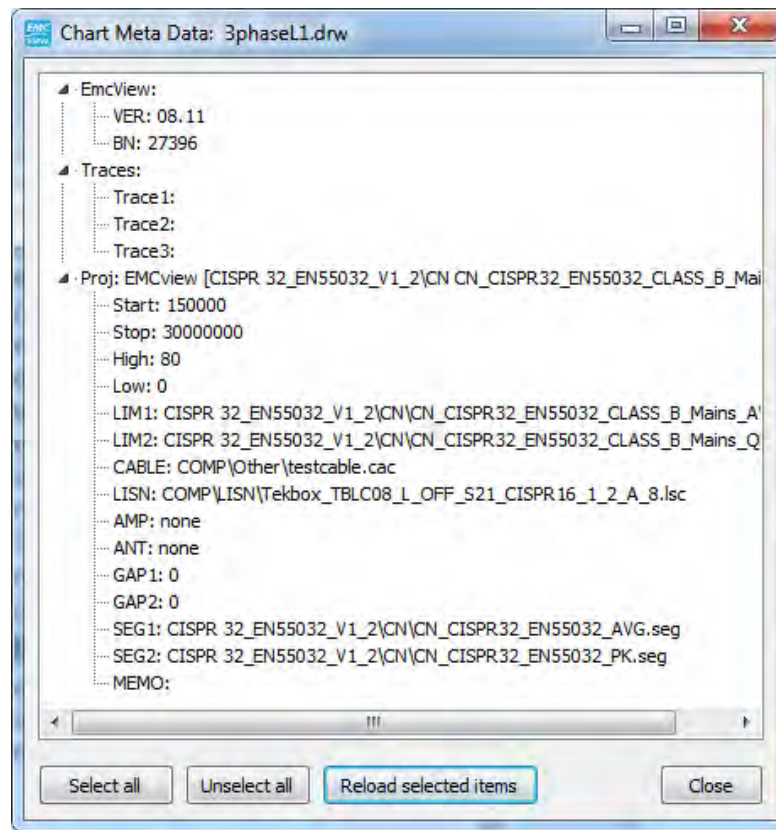 EMC
view
Chart Meta Data: 3phaseL1.drw
EmcView:
VER: 08.11
BN: 27396
Traces:
Trace1:
Trace2:
Trace3:
Proj: EMCview [CISPR 32_EN55032_V1_2\CN CN_CISPR32_EN55032_CLASS_B_Mai
Start: 150000
Stop: 30000000
High: 80
Low: 0
LIM1: CISPR 32_EN55032_V1_2\CN\CN_CISPR32_EN55032_CLASS_B_Mains_A
LIM2: CISPR 32_EN55032_V1_2\CN\CN_CISPR32_EN55032_CLASS_B_Mains_Q
CABLE: COMP\Other\testcable.cac
LISN: COMP\LISN\Tekbox_TBLC08_L_OFF_S21_CISPR16_1_2_A_8.lsc
AMP: none
ANT: none
GAP1: 0
GAP2: 0
SEG1: CISPR 32_EN55032_V1_2\CN\CN_CISPR32_EN55032_AVG.seg
SEG2: CISPR 32_EN55032_V1_2\CN\CN_CISPR32_EN55032_PK.seg
MEMO:
Select all Unselect all Reload selected items Close